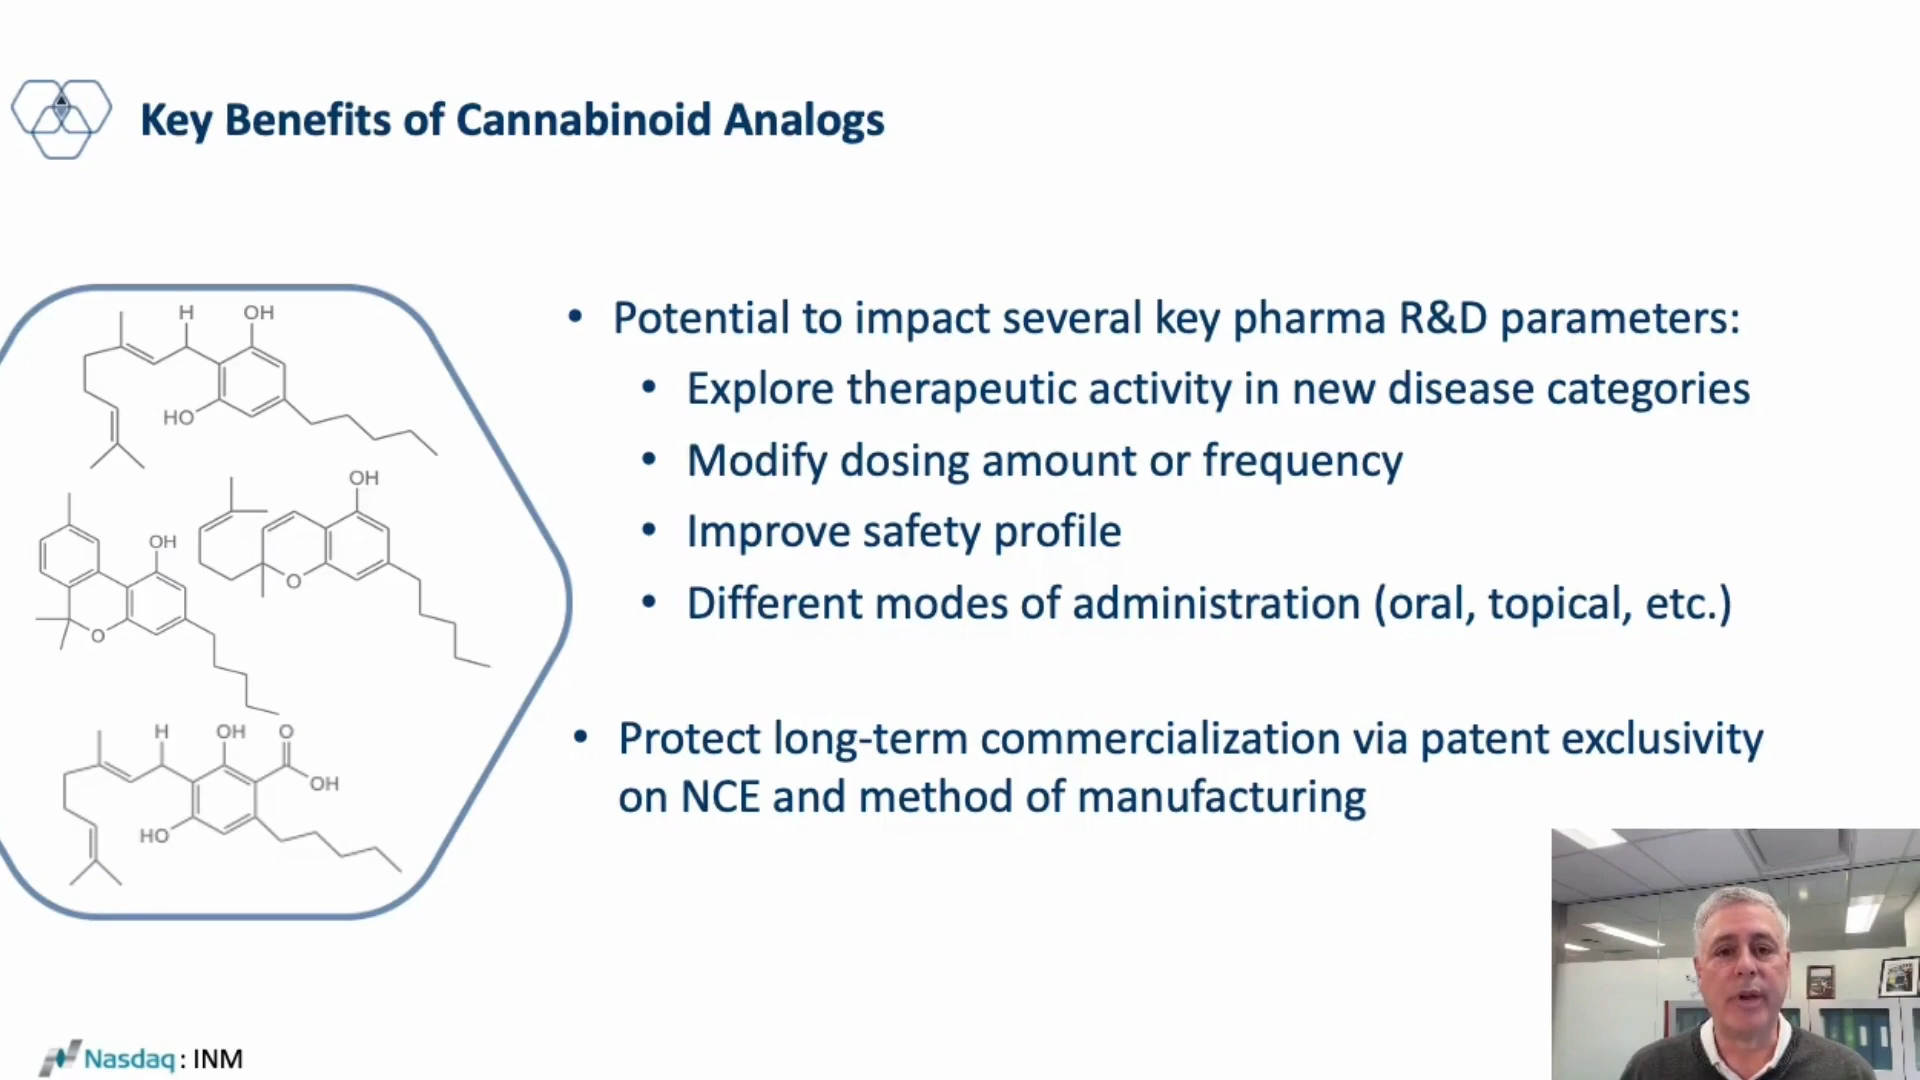 Key Benefits of Cannabinoid Analogs
• Potential to impact several key pharma R&D parameters:
• Explore therapeutic activity in new disease categories
• Modify dosing amount or frequency
• Improve safety profile
• Different modes of administration (oral, topical, etc.)
• Protect long-term commercialization via patent exclusivity
on NCE and method of manufacturing
H
OH
HO
OH
O
OH
O
H
OH
O
OH
HO
Nasdaq : INM